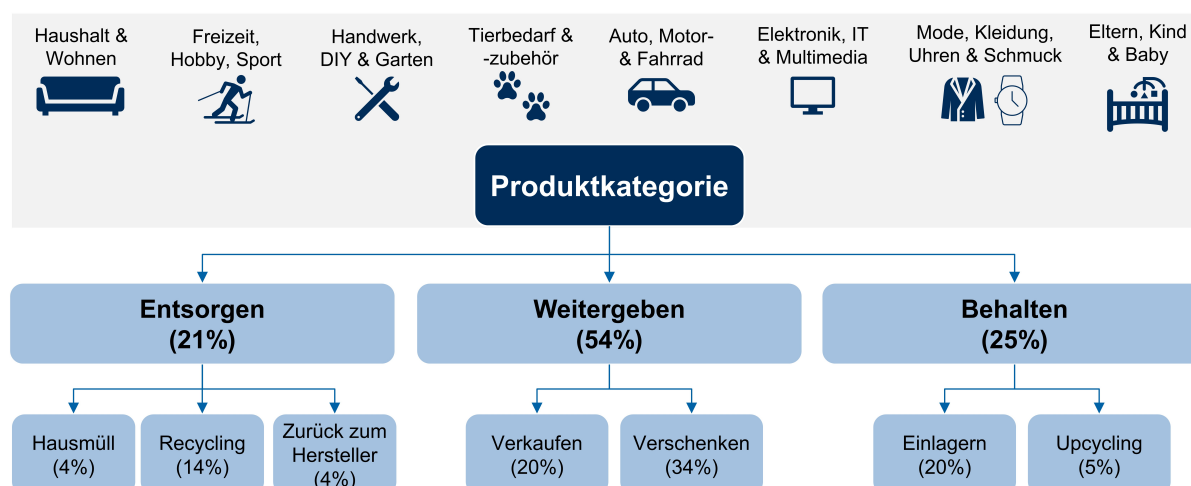 Haushalt &
Wohnen
Freizeit,
Hobby, Sport
Handwerk,
DIY & Garten
Tierbedarf &
-zubehör
Auto, Motor-
& Fahrrad
Elektronik, IT
& Multimedia
Mode, Kleidung,
Uhren & Schmuck
Eltern, Kind
& Baby
Produktkategorie
Entsorgen
(21%)
Weitergeben
(54%)
Behalten
(25%)
Hausmüll
(4%)
Recycling
(14%)
Zurück zum
Hersteller
(4%)
Verkaufen
(20%)
Verschenken
(34%)
Einlagern
(20%)
Upcycling
(5%)